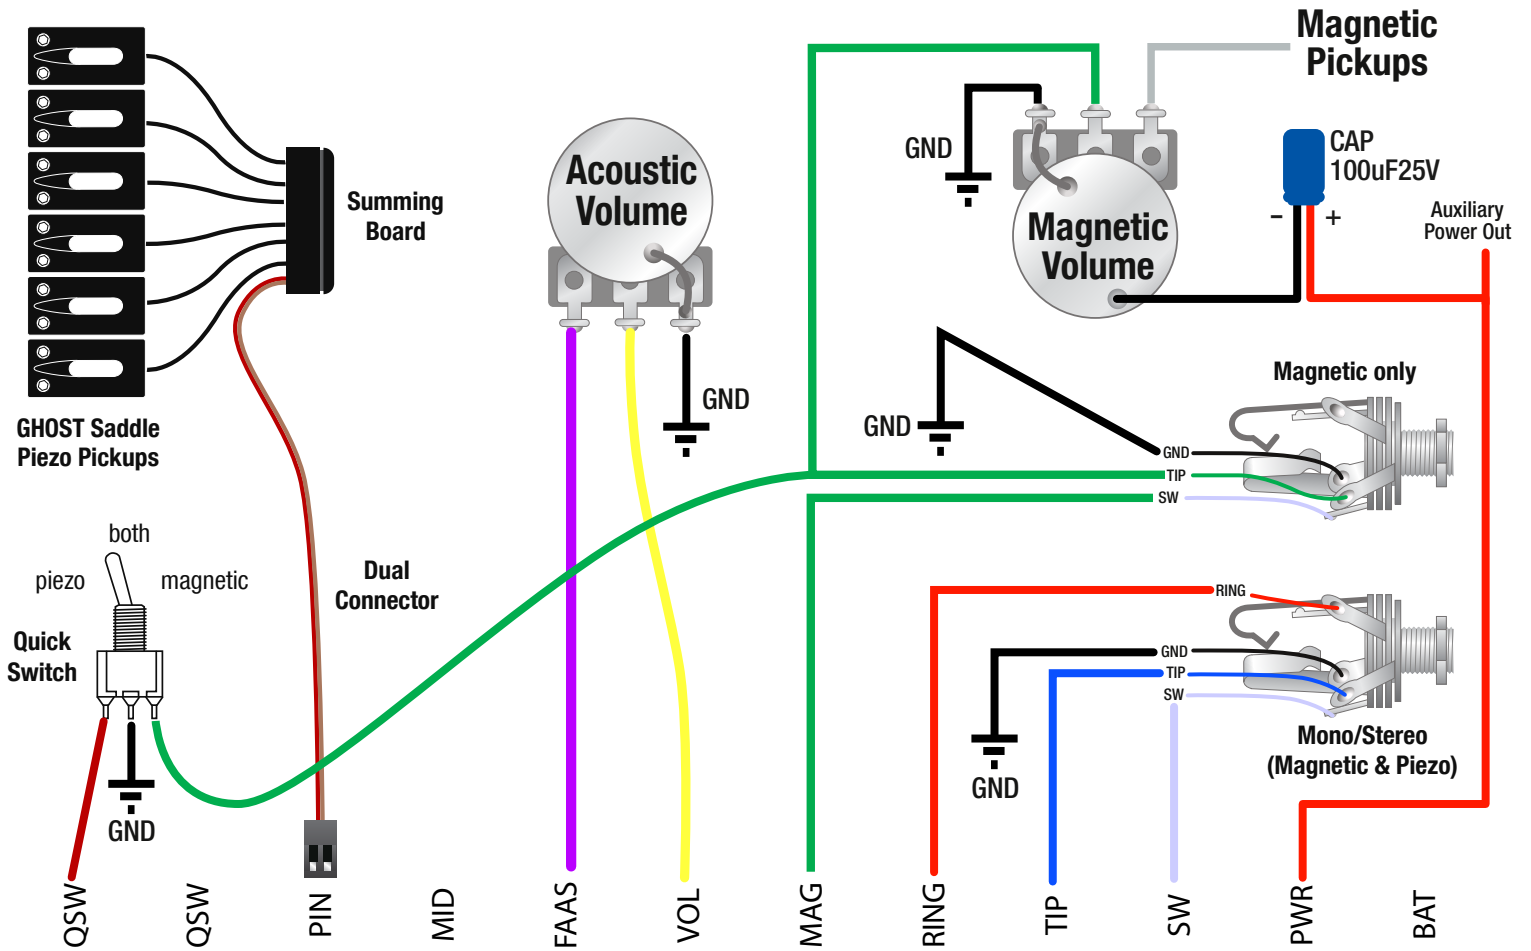 Magnetic
Pickups
GND
CAP
100uF25V
- +
Auxiliary
Power Out
Acoustic
Volume
Magnetic
Volume
Summing
Board
GND
GND
Magnetic only
GND
TIP
SW
GHOST Saddle
Piezo Pickups
both
piezo
magnetic
Quick
Switch
Dual
Connector
GND
RING
GND
TIP
SW
GND
Mono/Stereo
(Magnetic & Piezo)
QSW
QSW
PIN
MID
FAAS
VOL
MAG
RING
TIP
SW
PWR
BAT